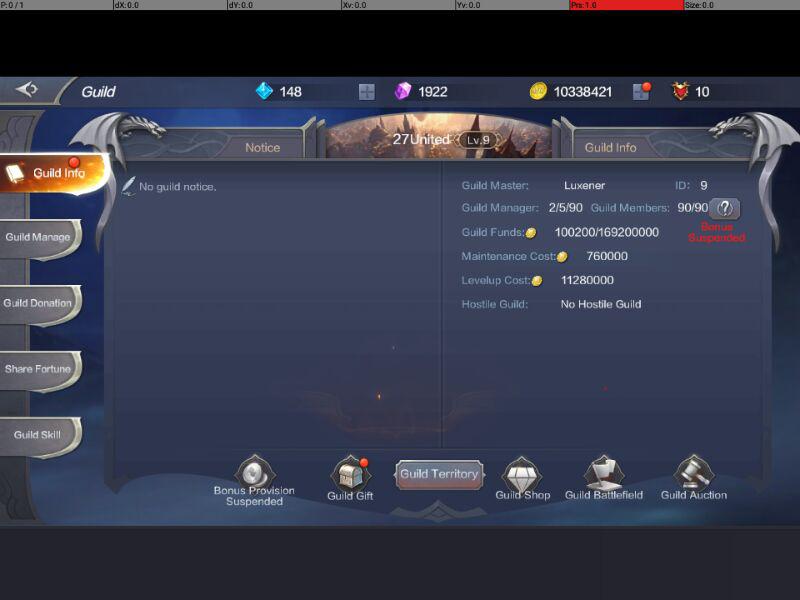 P: 0 / 1 dX: 0.0 dY: 0.0 Xv: 0.0 Yv: 0.0 Prs: 1.0 Size: 0.0
Guild 148 1922 10338421 10
Notice 27United Lv.9 Guild Info
Guild Info
Guild Manage
Guild Donation
Share Fortune
Guild Skill
No guild notice.
Guild Master: Luxener ID: 9
Guild Manager: 2/5/90 Guild Members: 90/90
Guild Funds: 100200/169200000
Bonus
Suspended
Maintenance Cost: 760000
Levelup Cost: 11280000
Hostile Guild: No Hostile Guild
Bonus Provision
Suspended
Guild Gift
Guild Territory
Guild Shop
Guild Battlefield
Guild Auction